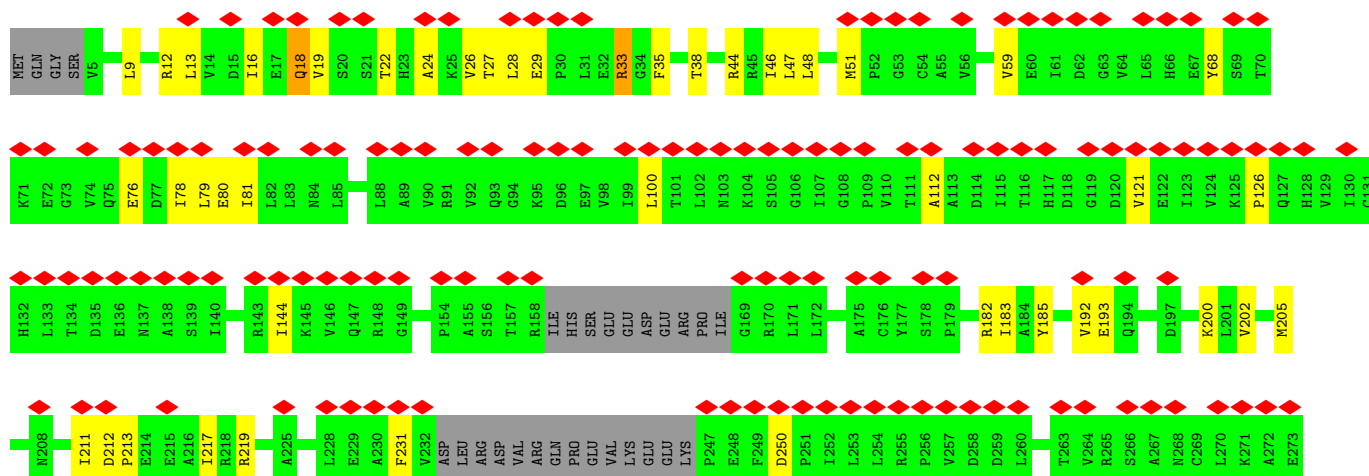 MET GLN GLY SER V5 L9 R12 L13 V14 D15 I16 E17 Q18 V19 S20 S21 T22 H23 A24 K25 V26 T27 L28 E29 P30 L31 E32 R33 G34 F35 T38 R44 R45 I46 L47 L48 M51 P52 G53 C54 A55 V56 V59 E60 I61 D62 G63 V64 L65 H66 E67 Y68 S69 T70
K71 E72 G73 V74 Q75 E76 D77 I78 L79 E80 I81 L82 L83 N84 L85 L88 A89 V90 R91 V92 Q93 G94 K95 D96 E97 V98 I99 L100 T101 L102 N103 K104 S105 G106 I107 G108 P109 V110 T111 A112 A113 D114 I115 T116 H117 D118 G119 D120 V121 E122 I123 V124 K125 P126 Q127 H128 V129 I130 C131
H132 L133 T134 D135 E136 N137 A138 S139 I140 R143 I144 K145 V146 Q147 R148 G149 P154 A155 S156 T157 R158 ILE HIS SER GLU GLU ASP GLU ARG PRO ILE G169 R170 L171 L172 A175 C176 Y177 S178 P179 R182 I183 A184 Y185 V192 E193 Q194 D197 K200 L201 V202 M205
N208 I211 D212 P213 E214 E215 A216 I217 R218 R219 A225 L228 E229 A230 F231 V232 ASP LEU ARG ASP VAL ARG GLN PRO GLU VAL LYS GLU GLU LYS P247 E248 F249 D250 P251 I252 L253 L254 R255 P256 V257 D258 D259 L260 T263 V264 R265 S266 A267 N268 C269 L270 K271 A272 E273